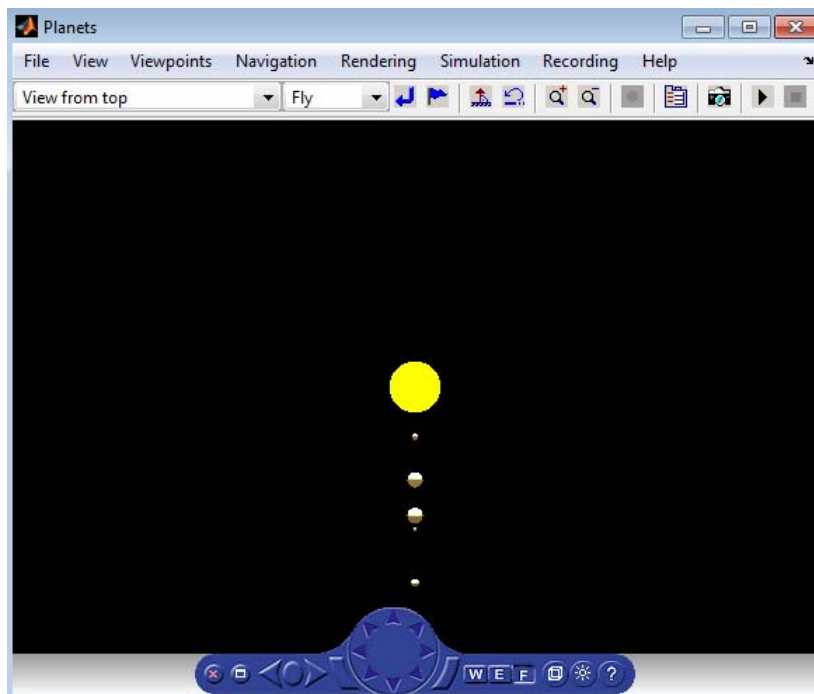 Planets
File View Viewpoints Navigation Rendering Simulation Recording Help
View from top Fly
W E F ?